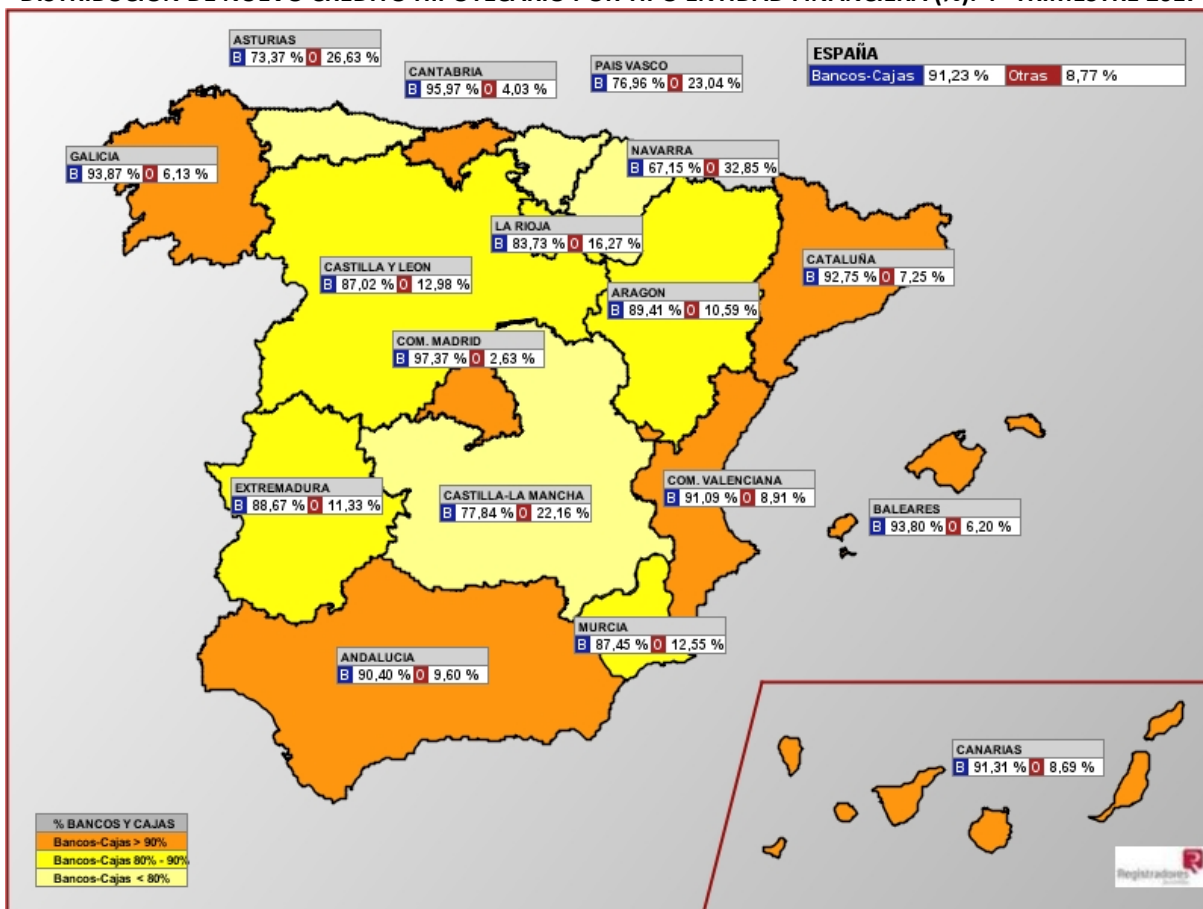 ASTURIAS
B 73,37 % O 26,63 %
CANTABRIA
B 95,97 % O 4,03 %
PAIS VASCO
B 76,96 % O 23,04 %
ESPAÑA
Bancos-Cajas 91,23 % Otras 8,77 %
GALICIA
B 93,87 % O 6,13 %
NAVARRA
B 67,15 % O 32,85 %
LA RIOJA
B 83,73 % O 16,27 %
CASTILLA Y LEON
B 87,02 % O 12,98 %
CATALUÑA
B 92,75 % O 7,25 %
ARAGON
B 89,41 % O 10,59 %
COM. MADRID
B 97,37 % O 2,63 %
EXTREMADURA
B 88,67 % O 11,33 %
CASTILLA-LA MANCHA
B 77,84 % O 22,16 %
COM. VALENCIANA
B 91,09 % O 8,91 %
BALEARES
B 93,80 % O 6,20 %
MURCIA
B 87,45 % O 12,55 %
ANDALUCIA
B 90,40 % O 9,60 %
CANARIAS
B 91,31 % O 8,69 %
% BANCOS Y CAJAS
Bancos-Cajas > 90%
Bancos-Cajas 80% - 90%
Bancos-Cajas < 80%
Registradores